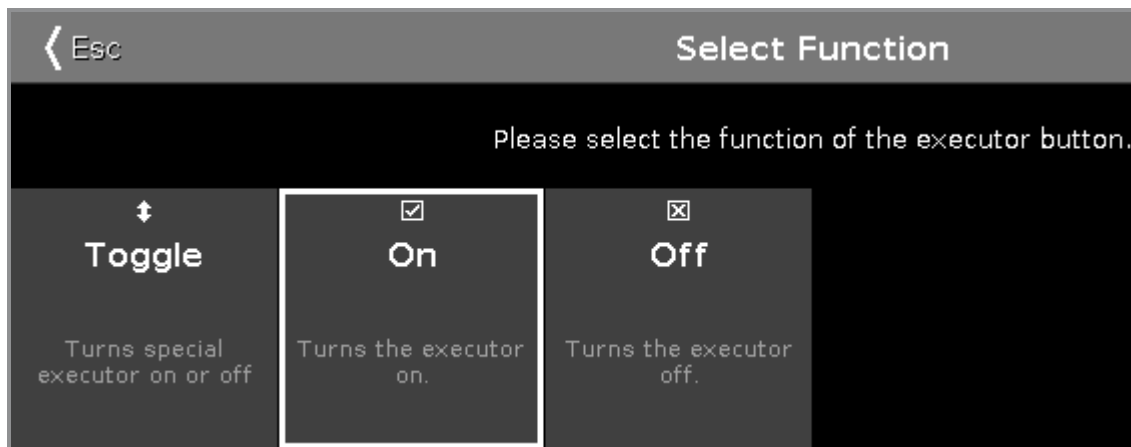 Esc
Select Function
Please select the function of the executor button.
Toggle
On
Off
Turns special
executor on or off
Turns the executor
on.
Turns the executor
off.